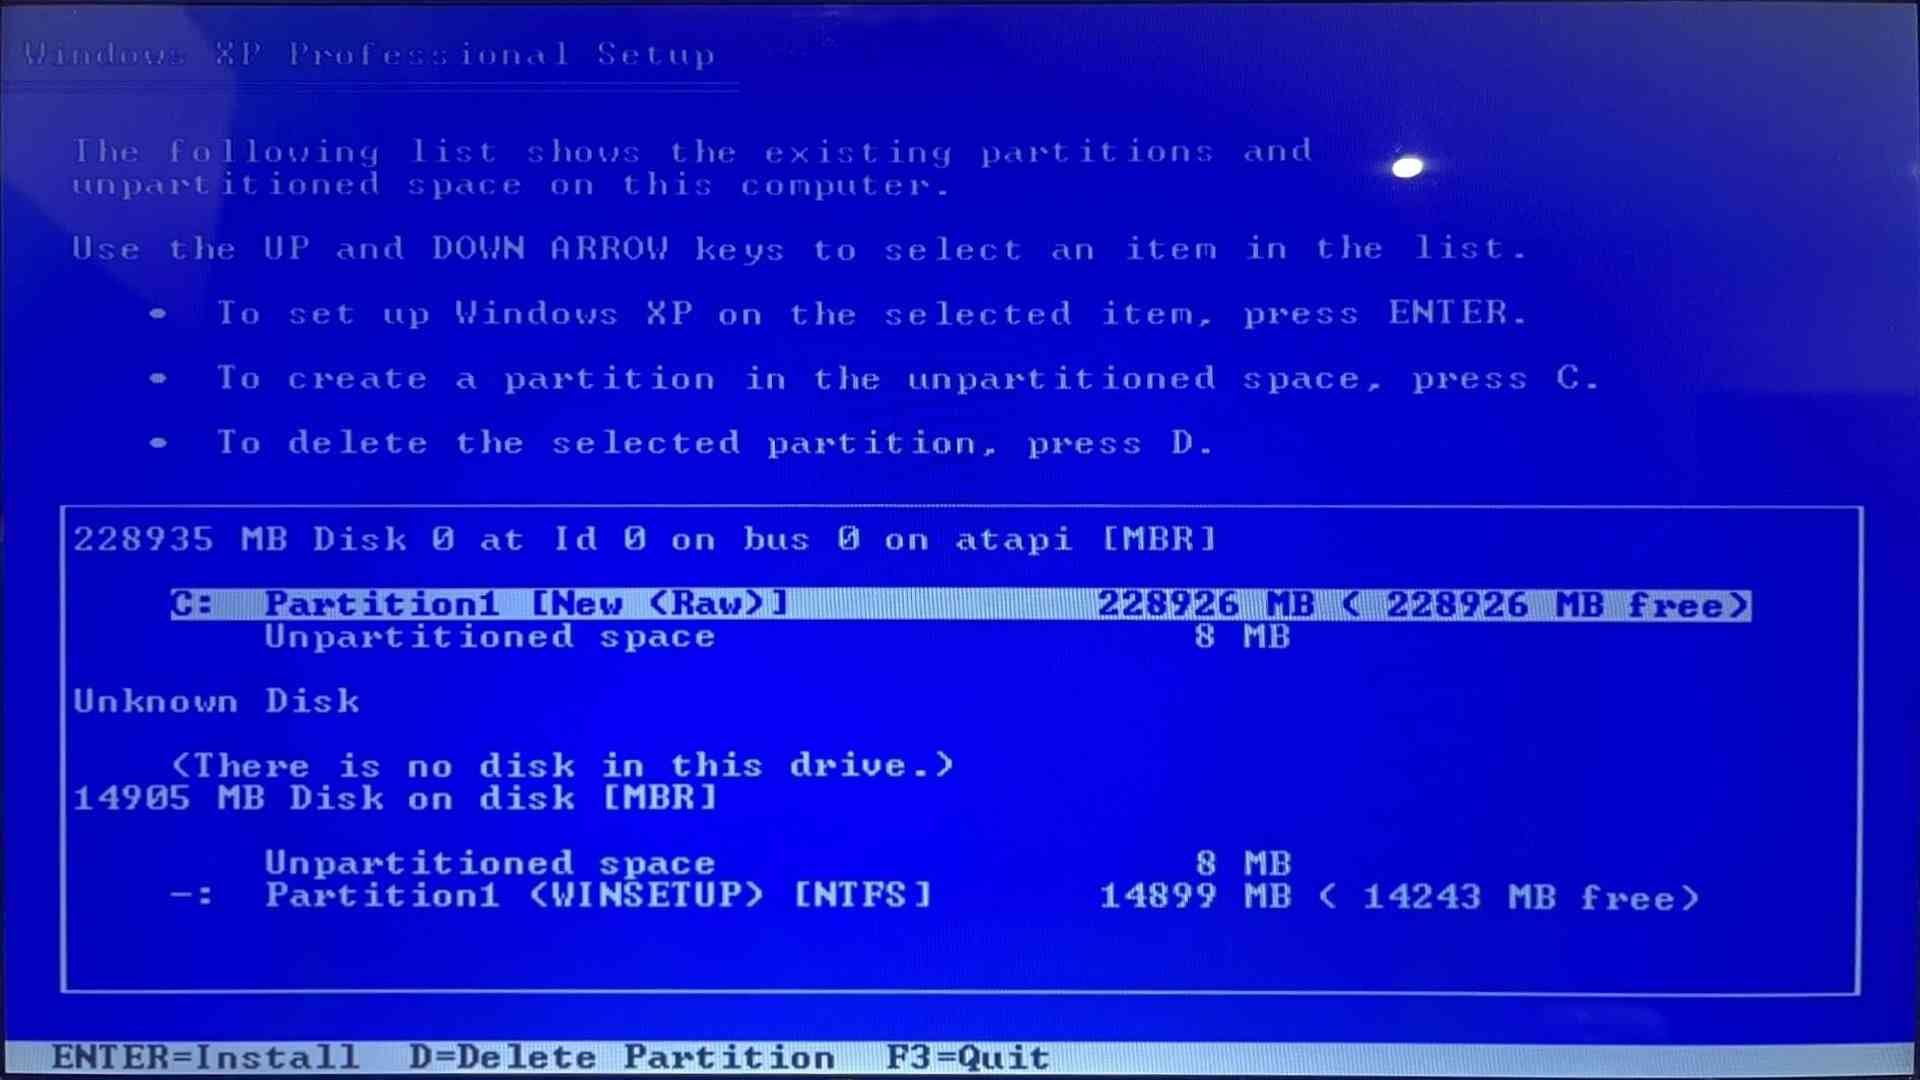 Windows XP Professional Setup
The following list shows the existing partitions and
unpartitioned space on this computer.
Use the UP and DOWN ARROW keys to select an item in the list.
• To set up Windows XP on the selected item, press ENTER.
• To create a partition in the unpartitioned space, press C.
• To delete the selected partition, press D.
228935 MB Disk 0 at Id 0 on bus 0 on atapi [MBR]
C: Partition1 [New (Raw)] 228926 MB ( 228926 MB free)
Unpartitioned space 8 MB
Unknown Disk
(There is no disk in this drive.)
14905 MB Disk on disk [MBR]
Unpartitioned space 8 MB
-: Partition1 (WINSETUP) [NTFS] 14899 MB ( 14243 MB free)
ENTER=Install D=Delete Partition F3=Quit